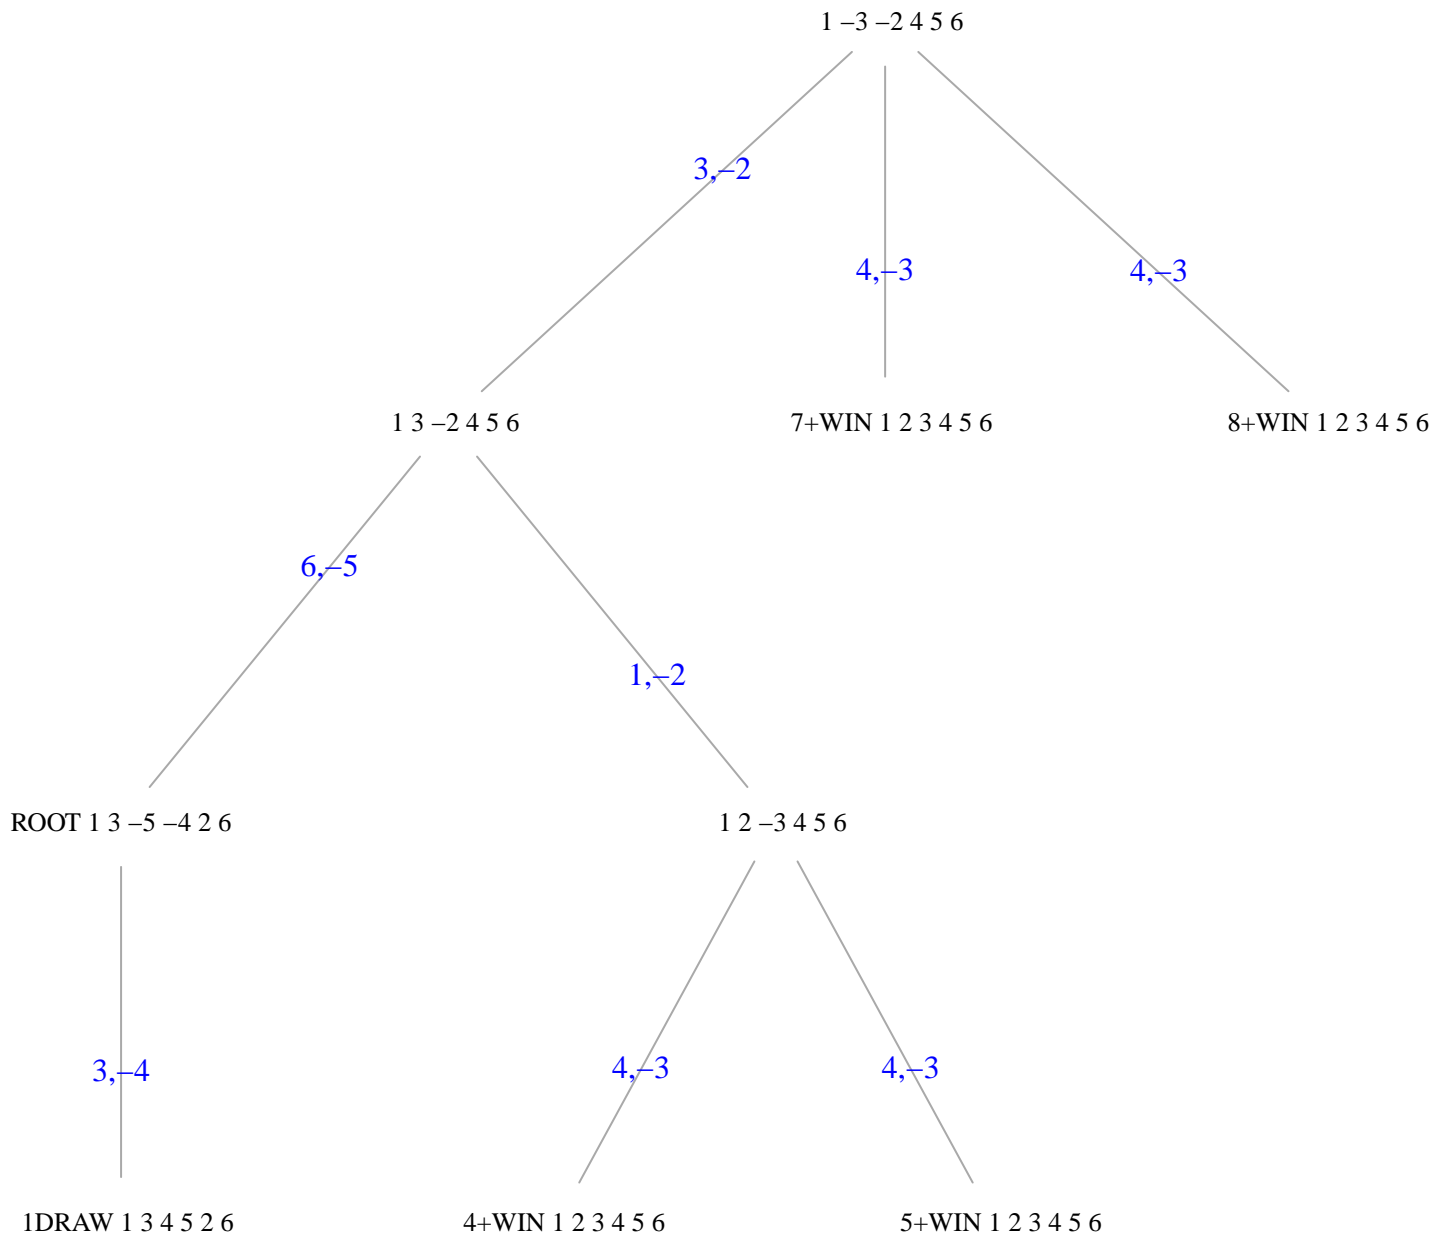 1 –3 –2 4 5 6
3,–2
4,–3
4,–3
1 3 –2 4 5 6
7+WIN 1 2 3 4 5 6
8+WIN 1 2 3 4 5 6
6,–5
1,–2
ROOT 1 3 –5 –4 2 6
1 2 –3 4 5 6
3,–4
4,–3
4,–3
1DRAW 1 3 4 5 2 6
4+WIN 1 2 3 4 5 6
5+WIN 1 2 3 4 5 6